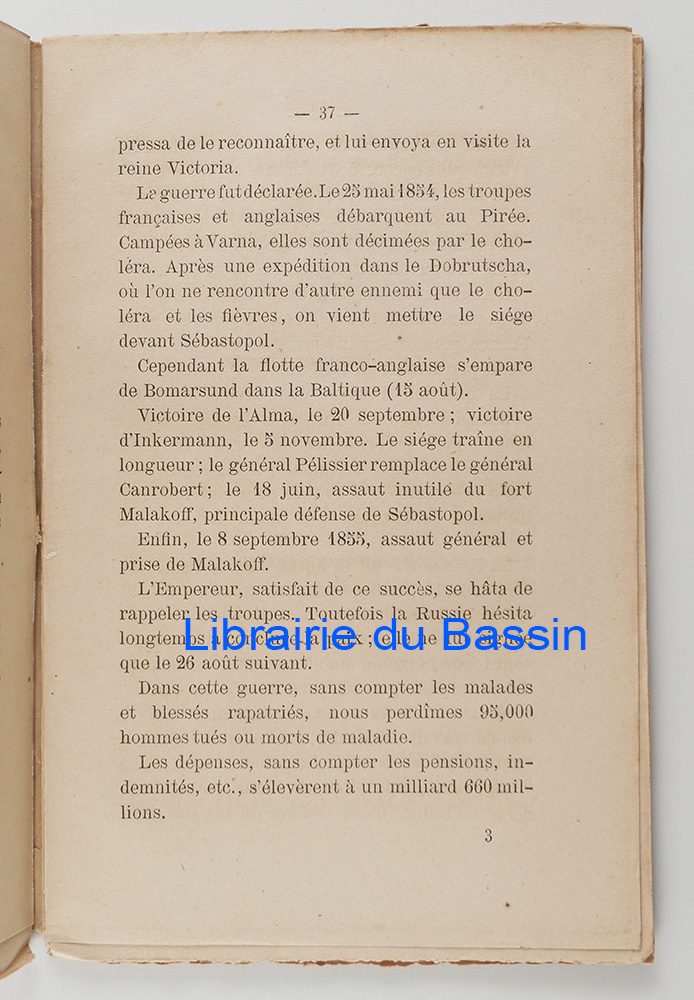 — 37 —
pressa de le reconnaître, et lui envoya en visite la
reine Victoria.
La guerre fut déclarée. Le 25 mai 1854, les troupes
françaises et anglaises débarquent au Pirée.
Campées à Varna, elles sont décimées par le cho-
léra. Après une expédition dans le Dobrutscha,
où l'on ne rencontre d'autre ennemi que le cho-
léra et les fièvres, on vient mettre le siége
devant Sébastopol.
Cependant la flotte franco-anglaise s'empare
de Bomarsund dans la Baltique (15 août).
Victoire de l'Alma, le 20 septembre ; victoire
d'Inkermann, le 5 novembre. Le siége traîne en
longueur ; le général Pélissier remplace le général
Canrobert ; le 18 juin, assaut inutile du fort
Malakoff, principale défense de Sébastopol.
Enfin, le 8 septembre 1855, assaut général et
prise de Malakoff.
L'Empereur, satisfait de ce succès, se hâta de
rappeler les troupes. Toutefois la Russie hésita
longtemps à conclure la paix ; elle ne fut signée
Librairie du Bassin
que le 26 août suivant.
Dans cette guerre, sans compter les malades
et blessés rapatriés, nous perdîmes 95,000
hommes tués ou morts de maladie.
Les dépenses, sans compter les pensions, in-
demnités, etc., s'élevèrent à un milliard 660 mil-
lions.
3